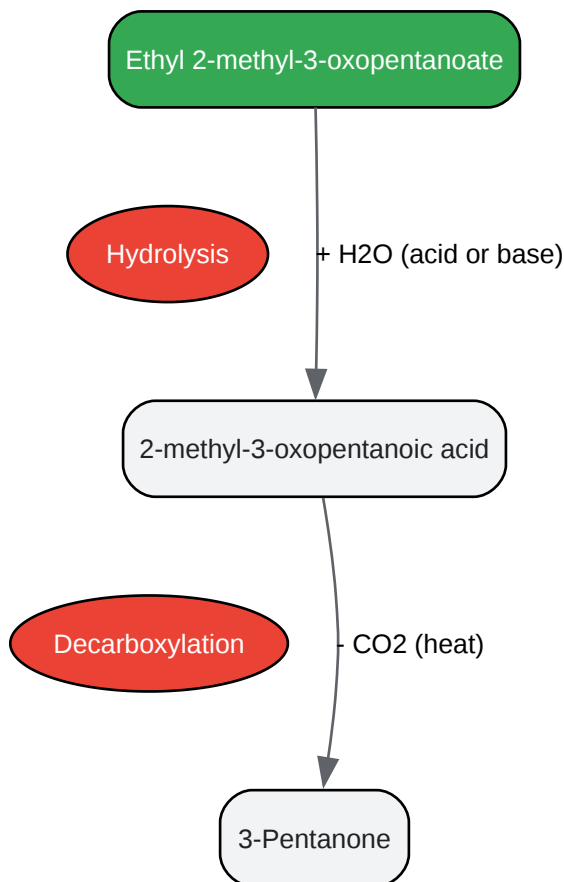 Ethyl 2-methyl-3-oxopentanoate
Hydrolysis
+ H2O (acid or base)
2-methyl-3-oxopentanoic acid
Decarboxylation
- CO2 (heat)
3-Pentanone